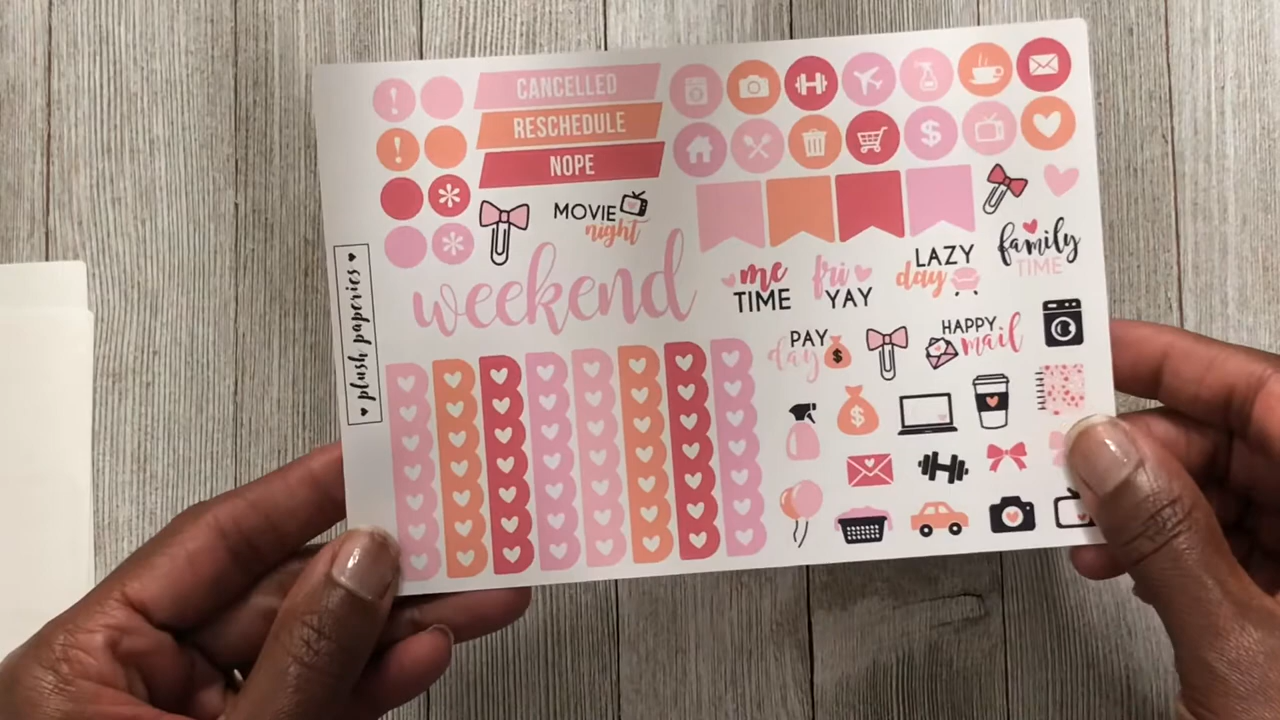 CANCELLED
RESCHEDULE
NOPE
MOVIE
night
weekend
me
TIME
fri
YAY
LAZY
day
family
TIME
PAY
day
HAPPY
mail
plush paperies